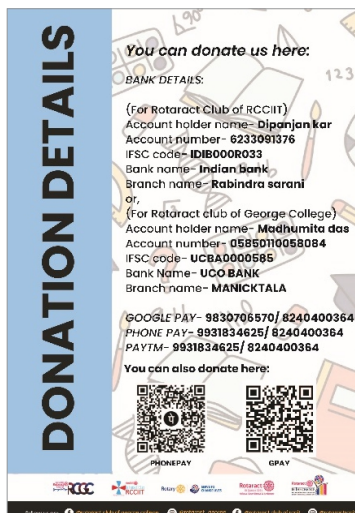 DONATION DETAILS
You can donate us here:
BANK DETAILS:
(For Rotaract Club of RCCIIT)
Account holder name- Dipanjan kar
Account number - 6233091376
IFSC code- IDIB000R033
Bank name- Indian bank
Branch name- Rabindra sarani
or,
(For Rotaract club of George College)
Account holder name- Madhumita das
Account number- 05850110058084
IFSC code- UCBA0000585
Bank Name- UCO BANK
Branch name- MANICKTALA
GOOGLE PAY- 9830706570/ 8240400364
PHONE PAY- 9931834625/ 8240400364
PAYTM- 9931834625/ 8240400364
You can also donate here:
PHONEPAY
GPAY
RCGC
RCCIIT
Rotary
Rotaract